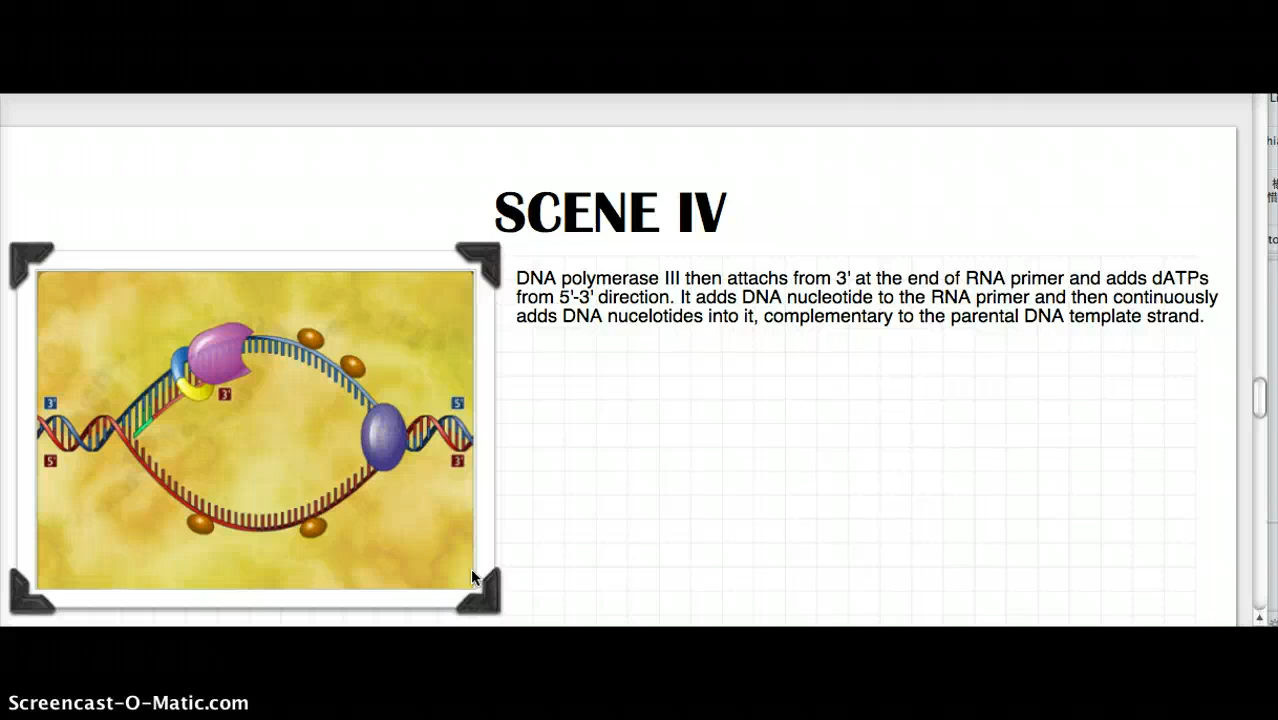 SCENE IV
DNA polymerase III then attachs from 3' at the end of RNA primer and adds dATPs
from 5'-3' direction. It adds DNA nucleotide to the RNA primer and then continuously
adds DNA nucelotides into it, complementary to the parental DNA template strand.
3'
3'
5'
5'
3'
Screencast-O-Matic.com